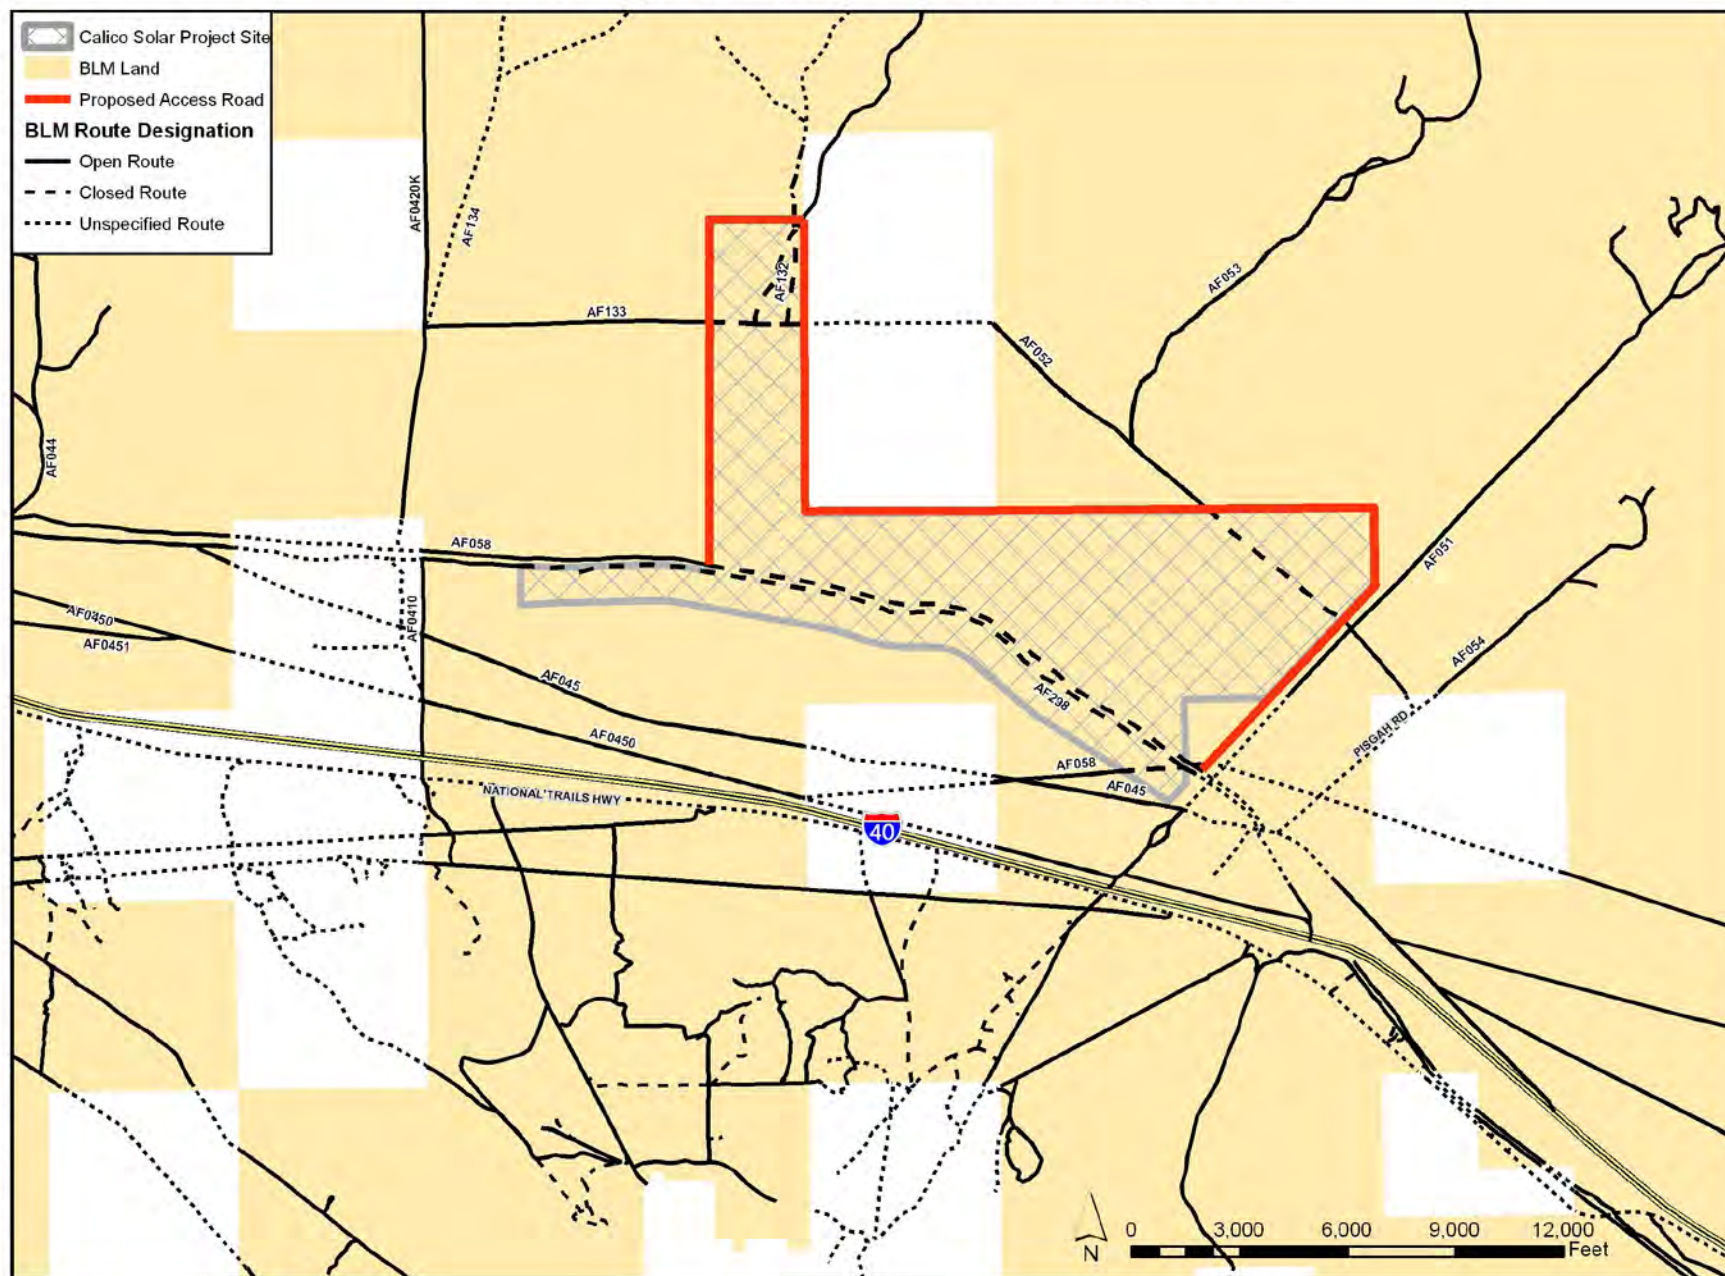 Calico Solar Project Site
BLM Land
Proposed Access Road
BLM Route Designation
Open Route
Closed Route
Unspecified Route
AF0420K
AF134
AF132
AF133
AF053
AF052
AF044
AF051
AF058
AF0410
AF0450
AF0451
AF054
AF045
AF298
PISGAH RD
AF0450
AF058
AF045
NATIONAL TRAILS HWY
40
0 3,000 6,000 9,000 12,000
Feet
N